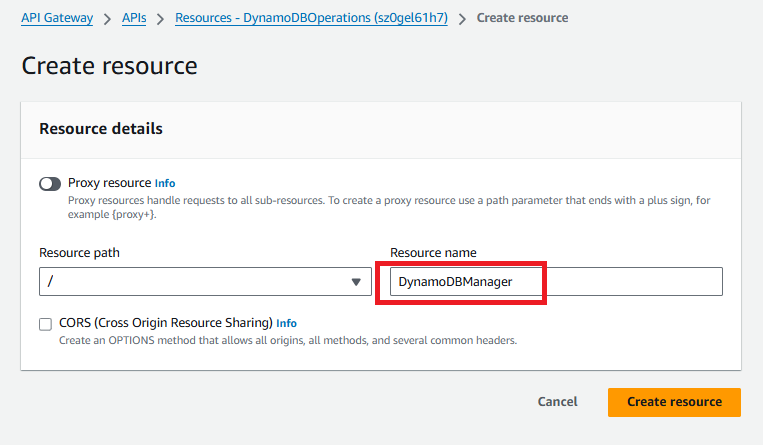 API Gateway > APIs > Resources - DynamoDBOperations (sz0gel61h7) > Create resource
Create resource
Resource details
Proxy resource Info
Proxy resources handle requests to all sub-resources. To create a proxy resource use a path parameter that ends with a plus sign, for
example {proxy+}.
Resource path
Resource name
/
DynamoDBManager
CORS (Cross Origin Resource Sharing) Info
Create an OPTIONS method that allows all origins, all methods, and several common headers.
Cancel
Create resource